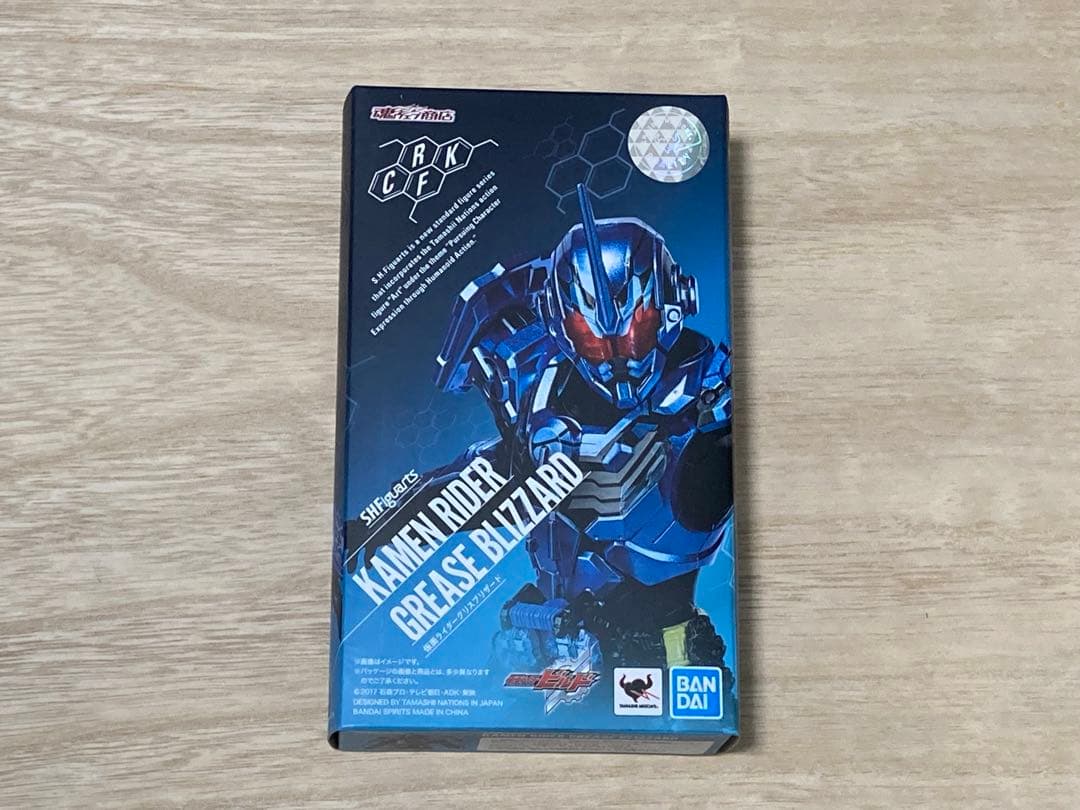 魂ウェブ商店
R K
C F
S.H.Figuarts is a new standard figure series
that incorporates the Tamashii Nations action
figure "Art" under the theme "Pursuing Character
Expression through Humanoid Action."
S.H.Figuarts
KAMEN RIDER
GREASE BLIZZARD
仮面ライダーグリスブリザード
※画像はイメージです。
※パッケージの画像と商品とは、多少異なります
のでご了承ください。
©2017 石森プロ・テレビ朝日・ADK・東映
DESIGNED BY TAMASHII NATIONS IN JAPAN
BANDAI SPIRITS MADE IN CHINA
仮面ライダービルド
TAMASHII NATIONS
BAN
DAI